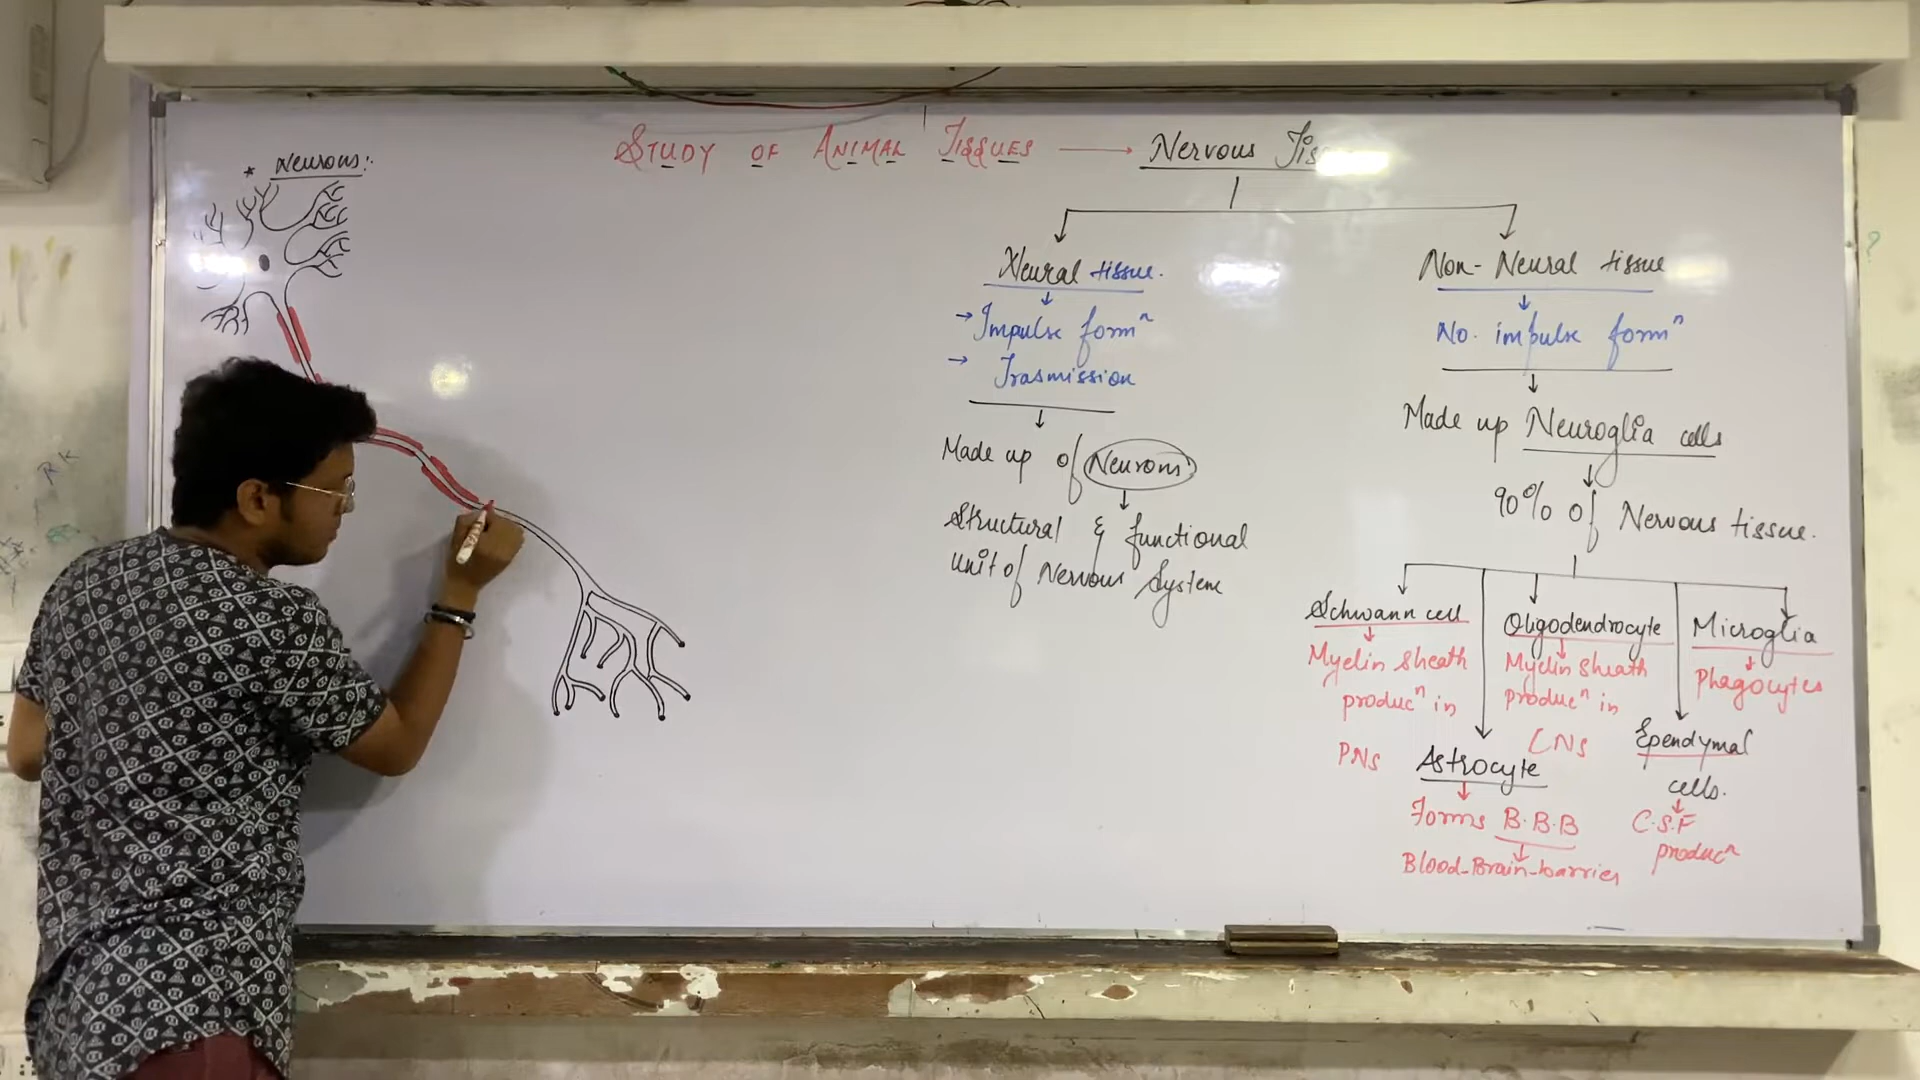 STUDY OF ANIMAL TISSUES → Nervous Tis
* Neurons:
Neural tissue.
→ Impulse formⁿ
→ Trasmission
Made up of Neurons
Structural & functional
unit of Nervous System
Non-Neural tissue
No. impulse formⁿ
Made up Neuroglia cells
90% of Nervous tissue.
Schwann cell
Myelin sheath
producⁿ in
PNS
Astrocyte
Forms B.B.B
Blood-Brain-barrier
Oligodendrocyte
Myelin sheath
producⁿ in
CNS
Ependymal
cells.
C.S.F
producⁿ
Microglia
Phagocytes
RK